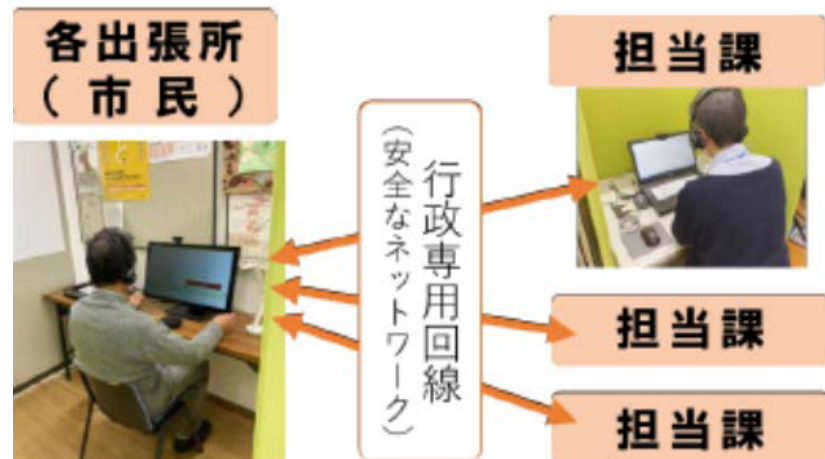 各出張所
（市民）
行政専用回線
（安全なネットワーク）
担当課
担当課
担当課